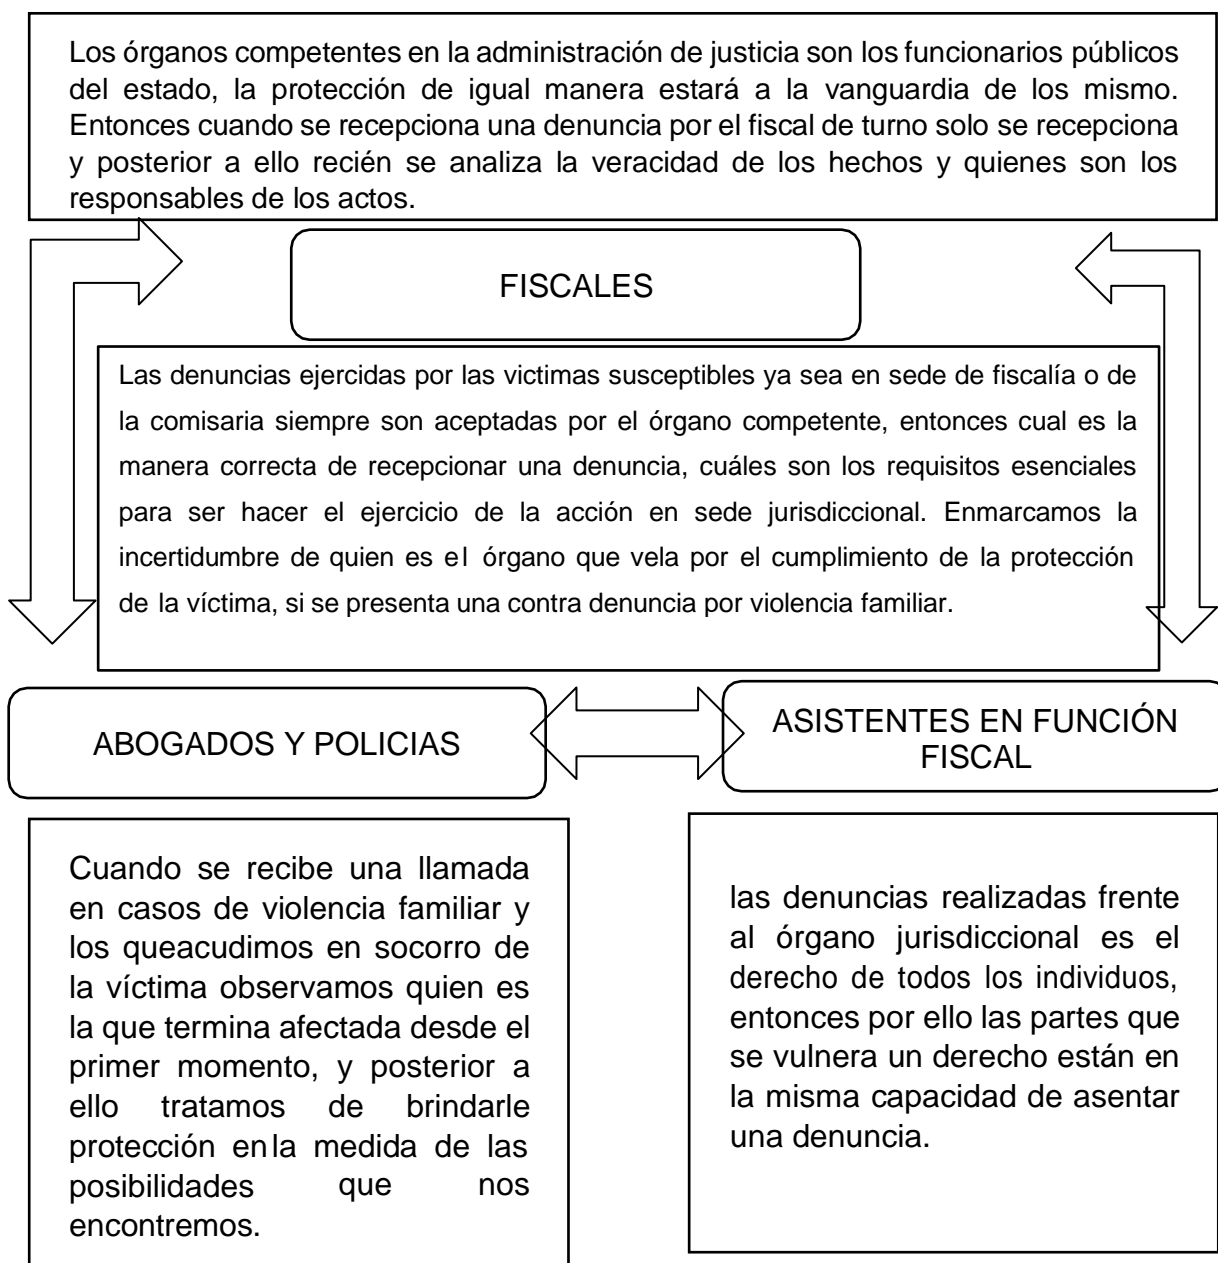 Los órganos competentes en la administración de justicia son los funcionarios públicos
del estado, la protección de igual manera estará a la vanguardia de los mismo.
Entonces cuando se recepciona una denuncia por el fiscal de turno solo se recepciona
y posterior a ello recién se analiza la veracidad de los hechos y quienes son los
responsables de los actos.
FISCALES
Las denuncias ejercidas por las victimas susceptibles ya sea en sede de fiscalía o de
la comisaria siempre son aceptadas por el órgano competente, entonces cual es la
manera correcta de recepcionar una denuncia, cuáles son los requisitos esenciales
para ser hacer el ejercicio de la acción en sede jurisdiccional. Enmarcamos la
incertidumbre de quien es el órgano que vela por el cumplimiento de la protección
de la víctima, si se presenta una contra denuncia por violencia familiar.
ABOGADOS Y POLICIAS
Cuando se recibe una llamada
en casos de violencia familiar y
los queacudimos en socorro de
la víctima observamos quien es
la que termina afectada desde el
primer momento, y posterior a
ello tratamos de brindarle
protección en la medida de las
posibilidades que nos
encontremos.
ASISTENTES EN FUNCIÓN
FISCAL
las denuncias realizadas frente
al órgano jurisdiccional es el
derecho de todos los individuos,
entonces por ello las partes que
se vulnera un derecho están en
la misma capacidad de asentar
una denuncia.